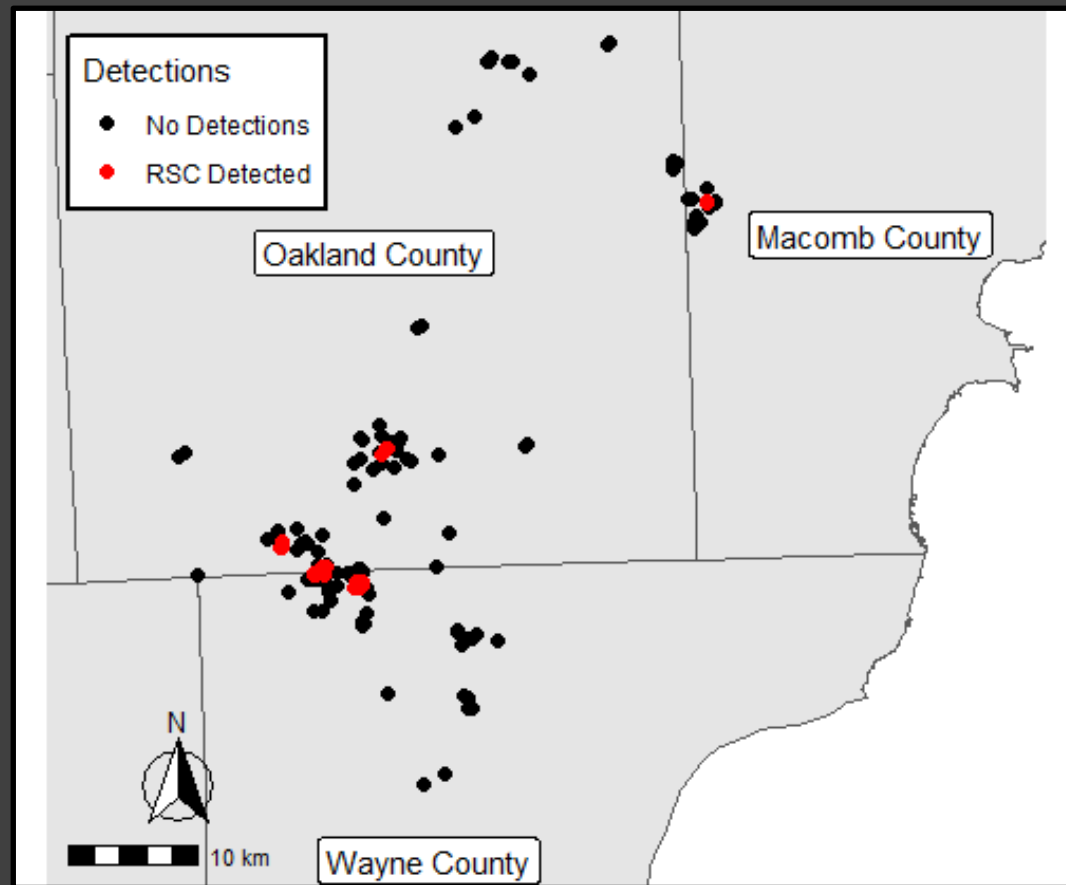 Detections
No Detections
RSC Detected
Oakland County
Macomb County
N
10 km
Wayne County